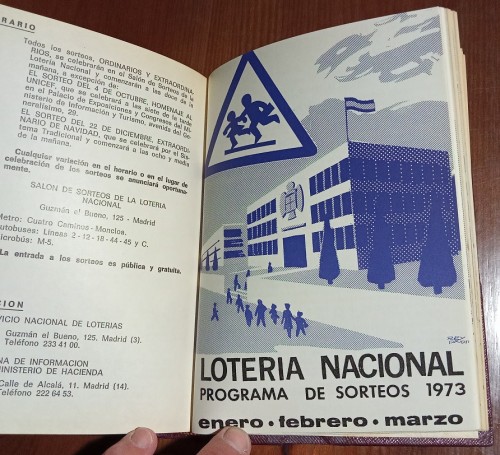 ORARIO
Todos los sorteos, ORDINARIOS Y EXTRAORDINA-
RIOS, se celebrarán en el Salón de Sorteos de la
Lotería Nacional y comenzarán a las doce de la
mañana, a excepción de:
EL SORTEO DEL 4 DE OCTUBRE, HOMENAJE AL
UNICEF, que se celebrará a las siete de la tarde
en el Palacio de Exposiciones y Congresos del Mi-
nisterio de Información y Turismo, avenida del Ge-
neralísimo, 29.
EL SORTEO DEL 22 DE DICIEMBRE, EXTRAORDI-
NARIO DE NAVIDAD, que se celebrará por el Sis-
tema Tradicional y comenzará a las ocho y media
de la mañana.
Cualquier variación en el horario o en el lugar de
celebración de los sorteos se anunciará oportuna-
mente.
SALON DE SORTEOS DE LA LOTERIA
NACIONAL
Guzmán el Bueno, 125 - Madrid
Metro: Cuatro Caminos - Moncloa.
Autobuses: Líneas 2 - 12 - 18 - 44 - 45 y C.
Microbús: M-5.
La entrada a los sorteos es pública y gratuita.
CION
VICIO NACIONAL DE LOTERIAS
Guzmán el Bueno, 125. Madrid (3).
Teléfono 233 41 00.
NA DE INFORMACION
MINISTERIO DE HACIENDA
Calle de Alcalá, 11. Madrid (14).
Teléfono 222 64 53.
LOTERIA NACIONAL
PROGRAMA DE SORTEOS 1973
enero • febrero • marzo